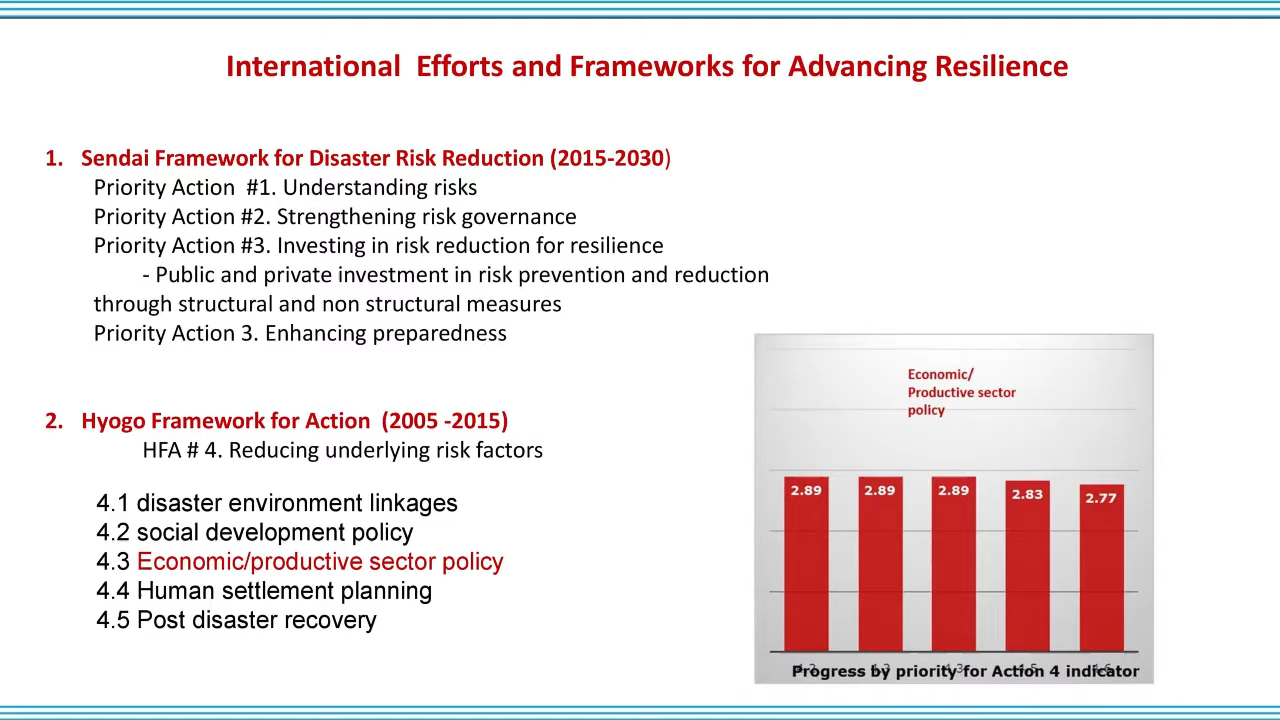 International  Efforts and Frameworks for Advancing Resilience
1. Sendai Framework for Disaster Risk Reduction (2015-2030)
Priority Action  #1. Understanding risks
Priority Action #2. Strengthening risk governance
Priority Action #3. Investing in risk reduction for resilience
- Public and private investment in risk prevention and reduction
through structural and non structural measures
Priority Action 3. Enhancing preparedness
2. Hyogo Framework for Action  (2005 -2015)
HFA # 4. Reducing underlying risk factors
4.1 disaster environment linkages
4.2 social development policy
4.3 Economic/productive sector policy
4.4 Human settlement planning
4.5 Post disaster recovery
Economic/
Productive sector
policy
2.89 2.89 2.89 2.83 2.77
Progress by priority for Action 4 indicator